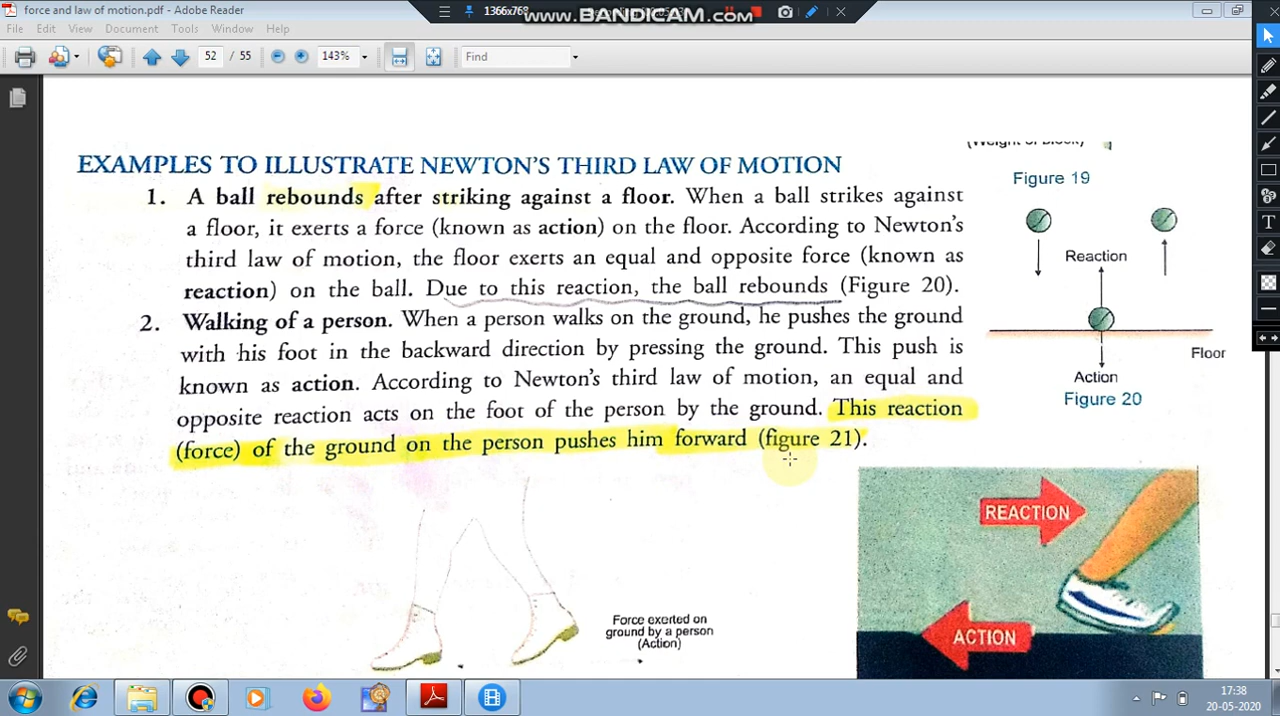 force and law of motion.pdf - Adobe Reader
1366x768
www.BANDICAM.com
File Edit View Document Tools Window Help
52 / 55 143% Find
EXAMPLES TO ILLUSTRATE NEWTON'S THIRD LAW OF MOTION
1. A ball rebounds after striking against a floor. When a ball strikes against
a floor, it exerts a force (known as action) on the floor. According to Newton's
third law of motion, the floor exerts an equal and opposite force (known as
reaction) on the ball. Due to this reaction, the ball rebounds (Figure 20).
2. Walking of a person. When a person walks on the ground, he pushes the ground
with his foot in the backward direction by pressing the ground. This push is
known as action. According to Newton's third law of motion, an equal and
opposite reaction acts on the foot of the person by the ground. This reaction
(force) of the ground on the person pushes him forward (figure 21).
(Weight of block)
Figure 19
Reaction
Floor
Action
Figure 20
Force exerted on
ground by a person
(Action)
REACTION
ACTION
T
17:38
20-05-2020